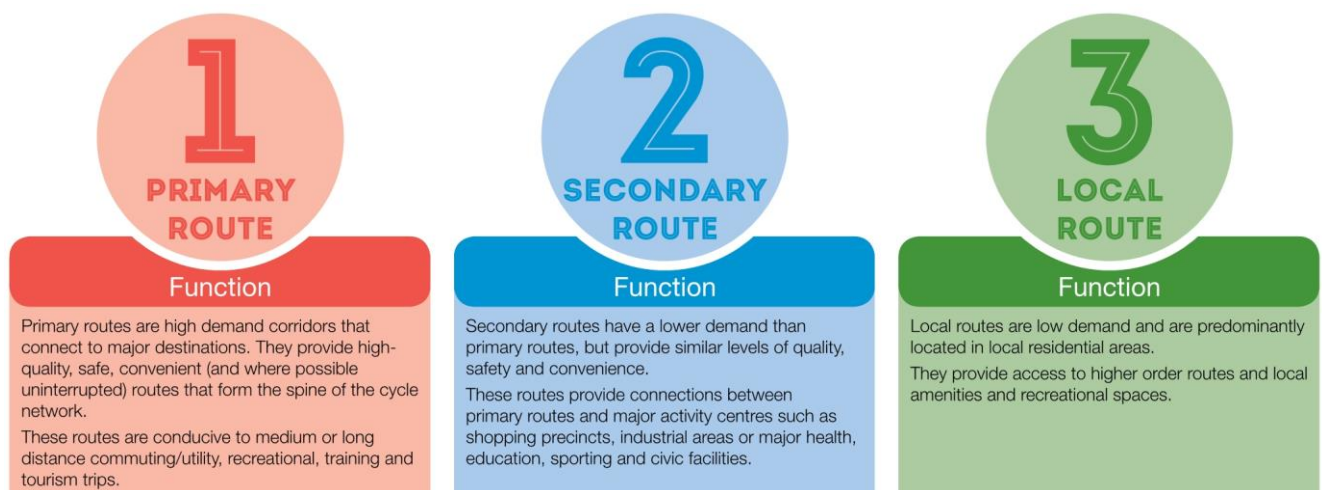 1
PRIMARY
ROUTE
Function
Primary routes are high demand corridors that
connect to major destinations. They provide high-
quality, safe, convenient (and where possible
uninterrupted) routes that form the spine of the cycle
network.
These routes are conducive to medium or long
distance commuting/utility, recreational, training and
tourism trips.
2
SECONDARY
ROUTE
Function
Secondary routes have a lower demand than
primary routes, but provide similar levels of quality,
safety and convenience.
These routes provide connections between
primary routes and major activity centres such as
shopping precincts, industrial areas or major health,
education, sporting and civic facilities.
3
LOCAL
ROUTE
Function
Local routes are low demand and are predominantly
located in local residential areas.
They provide access to higher order routes and local
amenities and recreational spaces.